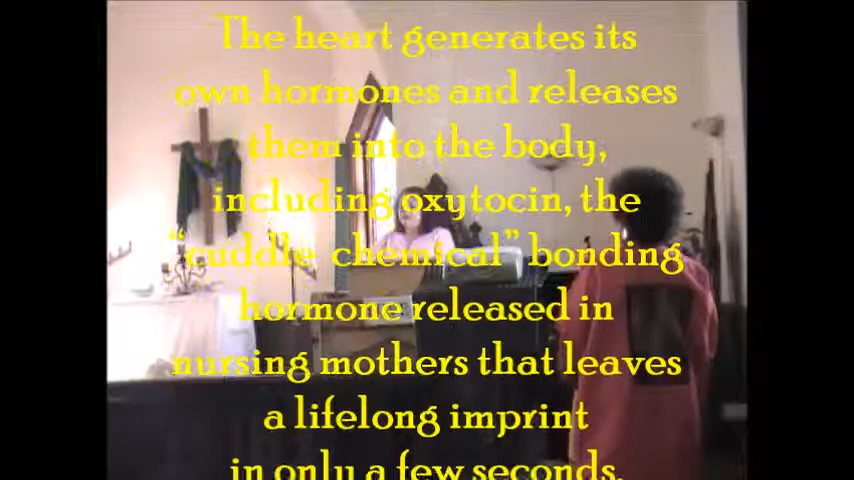 The heart generates its
own hormones and releases
them into the body,
including oxytocin, the
“cuddle chemical” bonding
hormone released in
nursing mothers that leaves
a lifelong imprint
in only a few seconds.